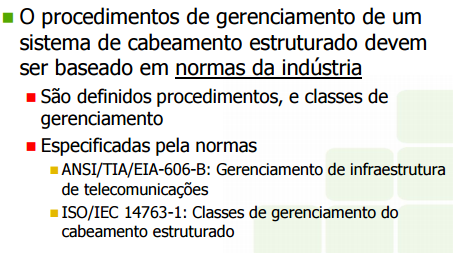 O procedimentos de gerenciamento de um
sistema de cabeamento estruturado devem
ser baseado em normas da indústria
São definidos procedimentos, e classes de
gerenciamento
Especificadas pela normas
ANSI/TIA/EIA-606-B: Gerenciamento de infraestrutura
de telecomunicações
ISO/IEC 14763-1: Classes de gerenciamento do
cabeamento estruturado